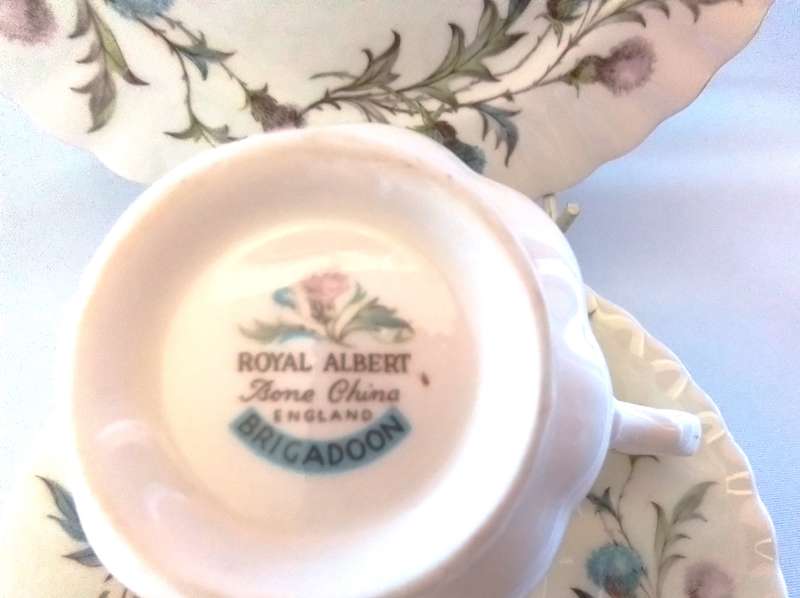 ROYAL ALBERT
Bone China
ENGLAND
BRIGADOON